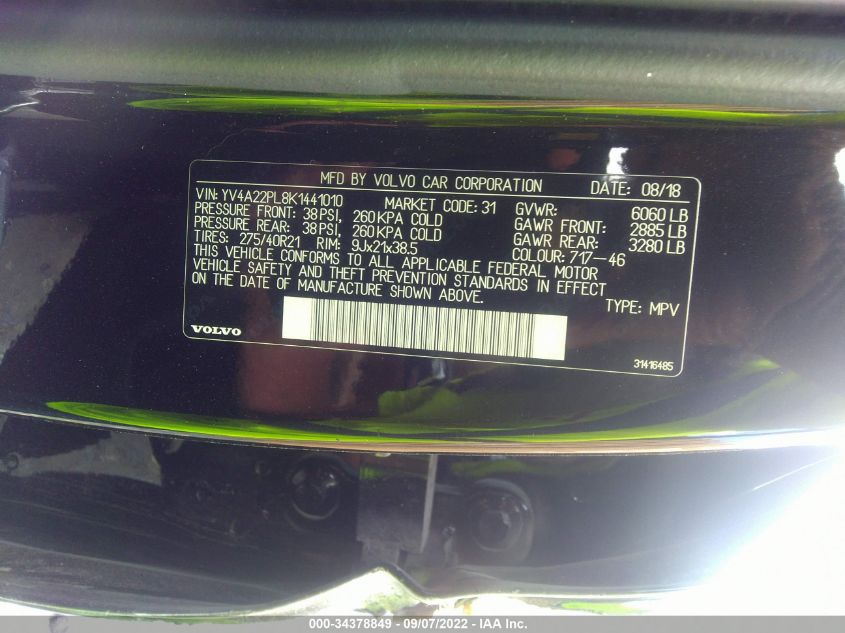 MFD BY VOLVO CAR CORPORATION DATE: 08/18
VIN: YV4A22PL8K1441010 MARKET CODE: 31 GVWR: 6060 LB
PRESSURE FRONT: 38 PSI, 260 KPA COLD GAWR FRONT: 2885 LB
PRESSURE REAR: 38 PSI, 260 KPA COLD GAWR REAR: 3280 LB
TIRES: 275/40R21 RIM: 9Jx21x38.5 COLOUR: 717-46
THIS VEHICLE CONFORMS TO ALL APPLICABLE FEDERAL MOTOR
VEHICLE SAFETY AND THEFT PREVENTION STANDARDS IN EFFECT
ON THE DATE OF MANUFACTURE SHOWN ABOVE. TYPE: MPV
VOLVO
31416485
000-34378849 - 09/07/2022 - IAA Inc.